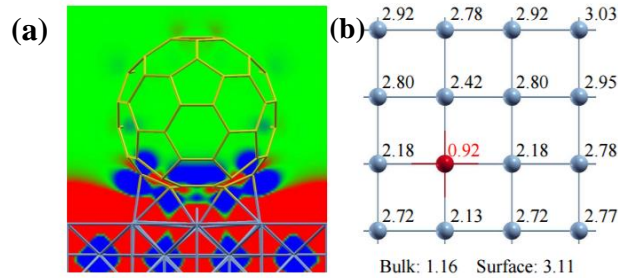 (a)
(b)
2.92 2.78 2.92 3.03
2.80 2.42 2.80 2.95
2.18 0.92 2.18 2.78
2.72 2.13 2.72 2.77
Bulk: 1.16 Surface: 3.11